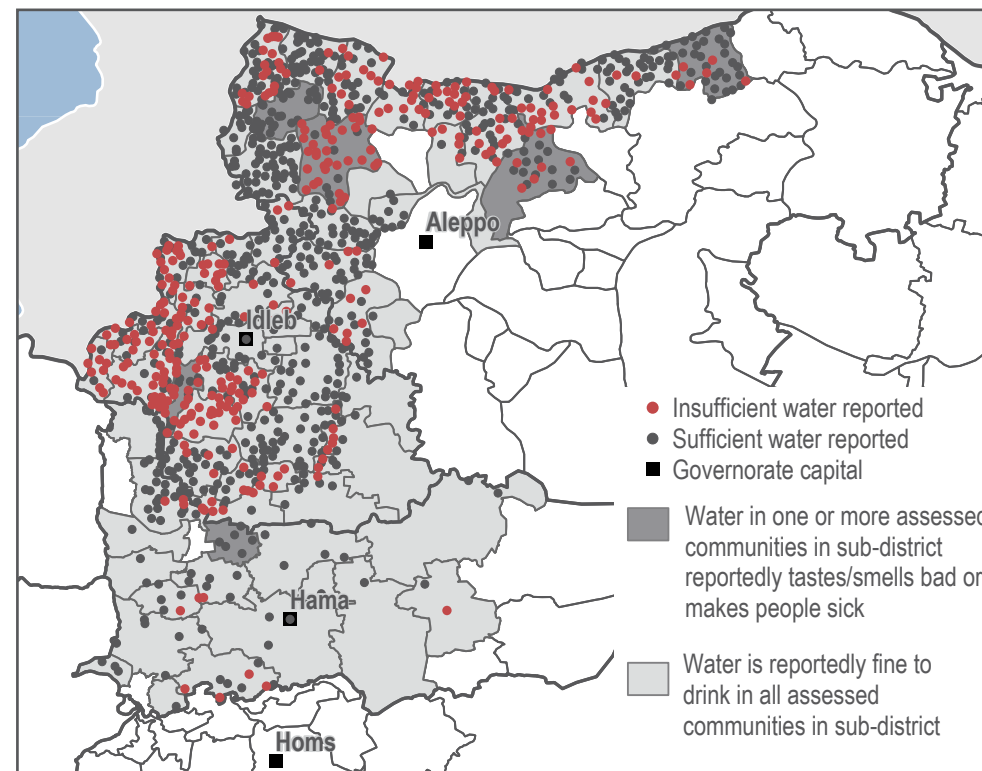 Aleppo
Idleb
Insufficient water reported
Sufficient water reported
Governorate capital
Water in one or more assessed
communities in sub-district
reportedly tastes/smells bad or
makes people sick
Hama
Water is reportedly fine to
drink in all assessed
communities in sub-district
Homs